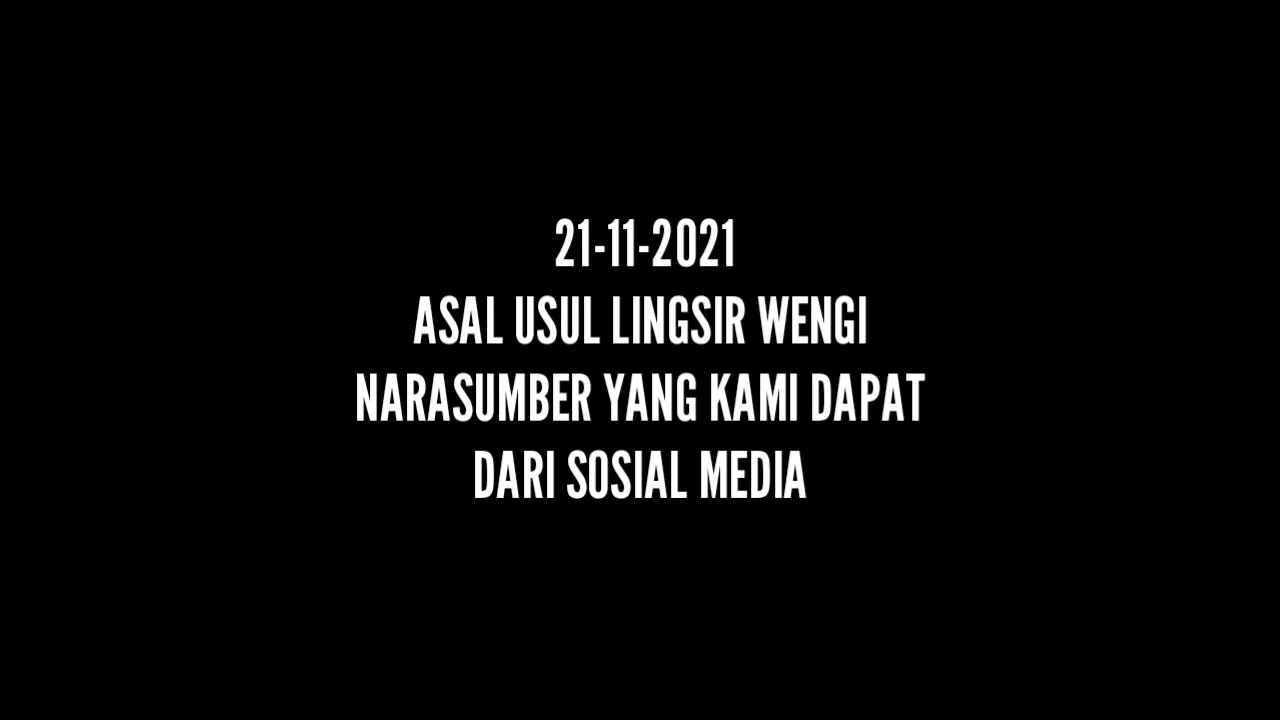 21-11-2021
ASAL USUL LINGSIR WENGI
NARASUMBER YANG KAMI DAPAT
DARI SOSIAL MEDIA